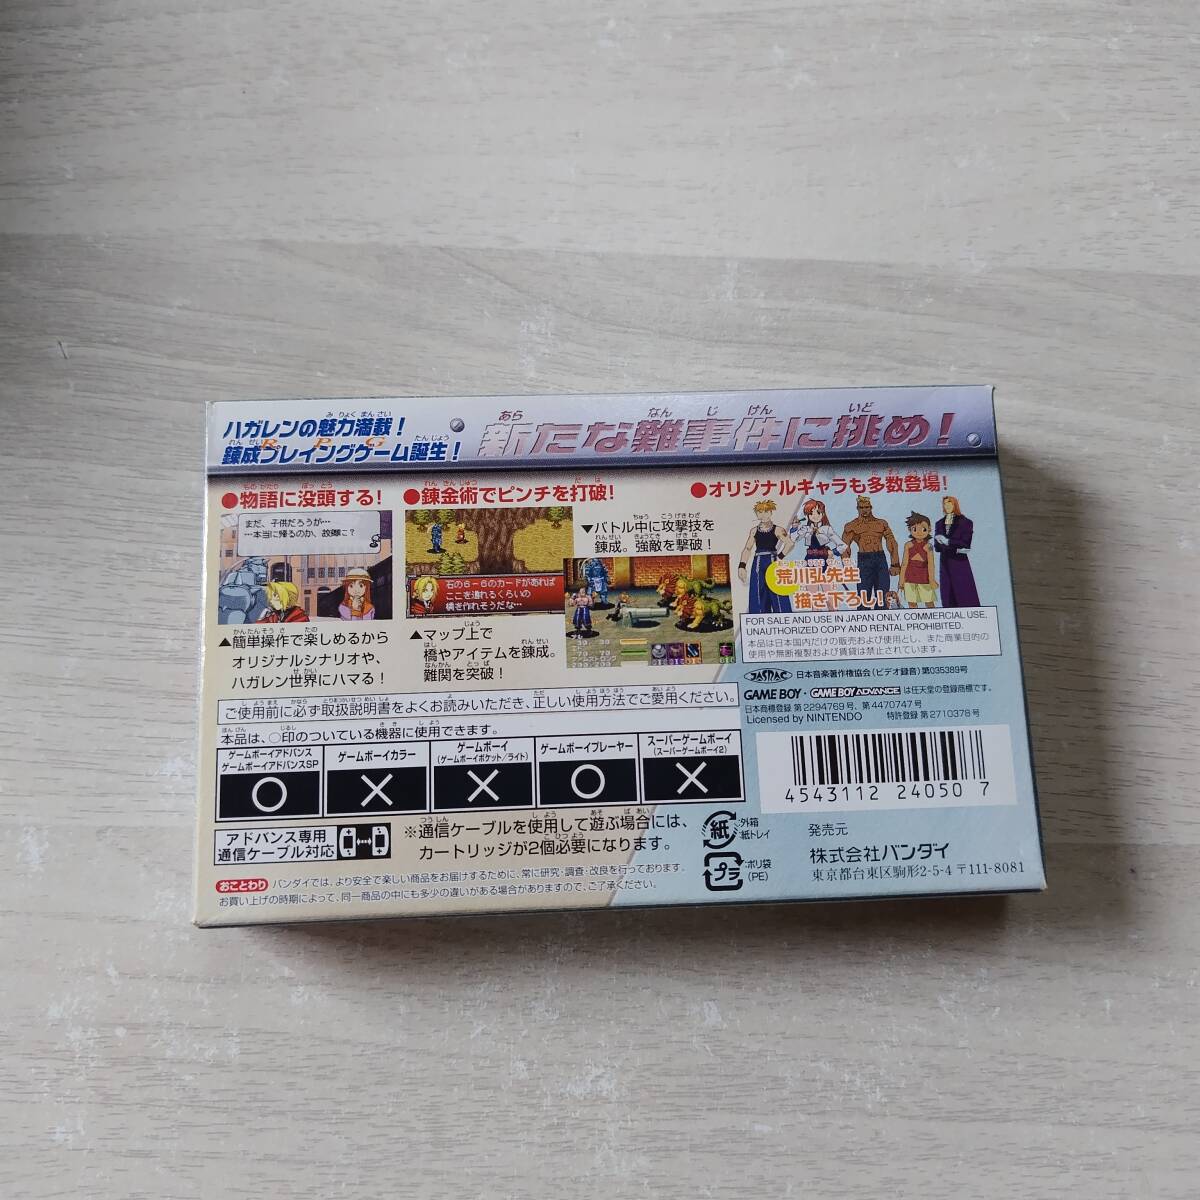 ハガレンの魅力満載！
錬成プレイングゲーム誕生！
RPG
新たな難事件に挑め！
●物語に没頭する！
まだ、子供だろうが…
…本当に帰るのか、故郷に？
▲簡単操作で楽しめるから
オリジナルシナリオや、
ハガレン世界にハマる！
●錬金術でピンチを打破！
石の6－6のカードがあれば
ここを通れるくらいの
橋を作れそうだな…
▲マップ上で
橋やアイテムを錬成。
難関を突破！
▼バトル中に攻撃技を
錬成。強敵を撃破！
●オリジナルキャラも多数登場！
荒川弘先生
描き下ろし！
FOR SALE AND USE IN JAPAN ONLY. COMMERCIAL USE,
UNAUTHORIZED COPY AND RENTAL PROHIBITED.
本品は日本国内だけの販売および使用とし、また商業目的の
使用や無断複製および賃貸は禁止されています。
JASRAC 日本音楽著作権協会（ビデオ録音）第035389号
GAME BOY・GAME BOY ADVANCE は任天堂の登録商標です。
日本商標登録 第2294769号、第4470747号
Licensed by NINTENDO 特許登録 第2710378号
ご使用前に必ず取扱説明書をよくお読みいただき、正しい使用方法でご愛用ください。
本品は、○印のついている機器に使用できます。
ゲームボーイアドバンス
ゲームボーイアドバンスSP
○
ゲームボーイカラー
×
ゲームボーイ
（ゲームボーイポケット／ライト）
×
ゲームボーイプレーヤー
○
スーパーゲームボーイ
（スーパーゲームボーイ2）
×
アドバンス専用
通信ケーブル対応
※通信ケーブルを使用して遊ぶ場合には、
カートリッジが2個必要になります。
おことわり バンダイでは、より安全で楽しい商品をお届けするために、常に研究・調査・改良を行っております。
お買い上げの時期によって、同一商品の中にも多少の違いがある場合がありますので、ご了承ください。
4543112 24050 7
紙
外箱
紙トレイ
プラ
ポリ袋
(PE)
発売元
株式会社バンダイ
東京都台東区駒形2-5-4 〒111-8081